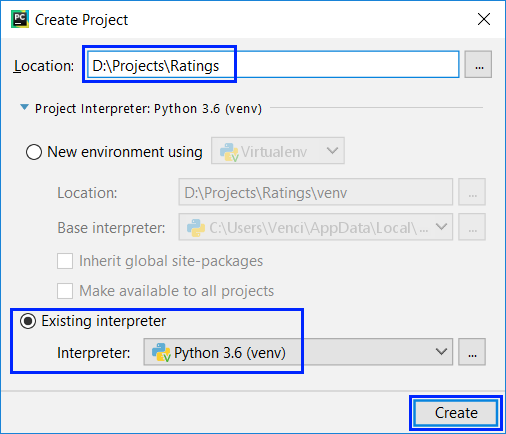 PC Create Project
Location: D:\Projects\Ratings ...
Project Interpreter: Python 3.6 (venv)
New environment using Virtualenv
Location: D:\Projects\Ratings\venv ...
Base interpreter: C:\Users\Venci\AppData\Local\ ... ...
Inherit global site-packages
Make available to all projects
Existing interpreter
Interpreter: Python 3.6 (venv) ...
Create